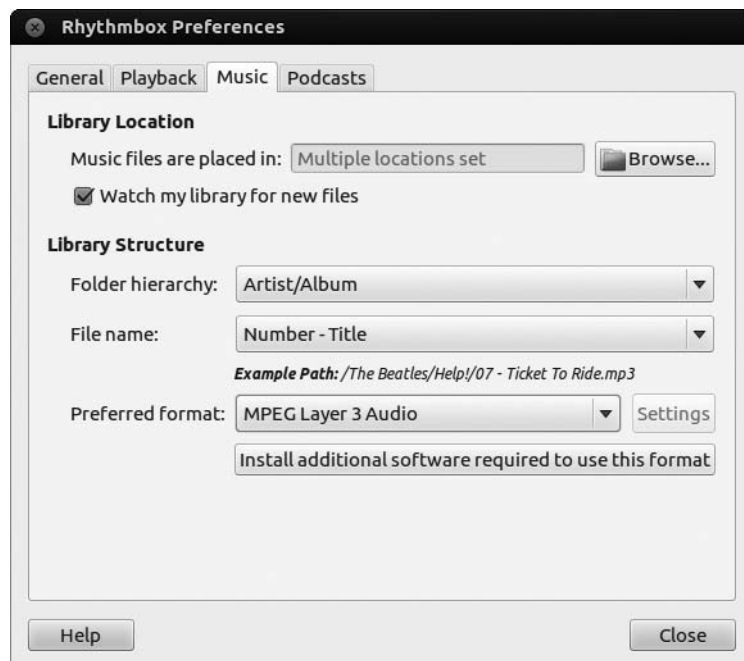 Rhythmbox Preferences
General Playback Music Podcasts
Library Location
Music files are placed in: Multiple locations set Browse...
Watch my library for new files
Library Structure
Folder hierarchy: Artist/Album
File name: Number - Title
Example Path: /The Beatles/Help!/07 - Ticket To Ride.mp3
Preferred format: MPEG Layer 3 Audio Settings
Install additional software required to use this format
Help Close